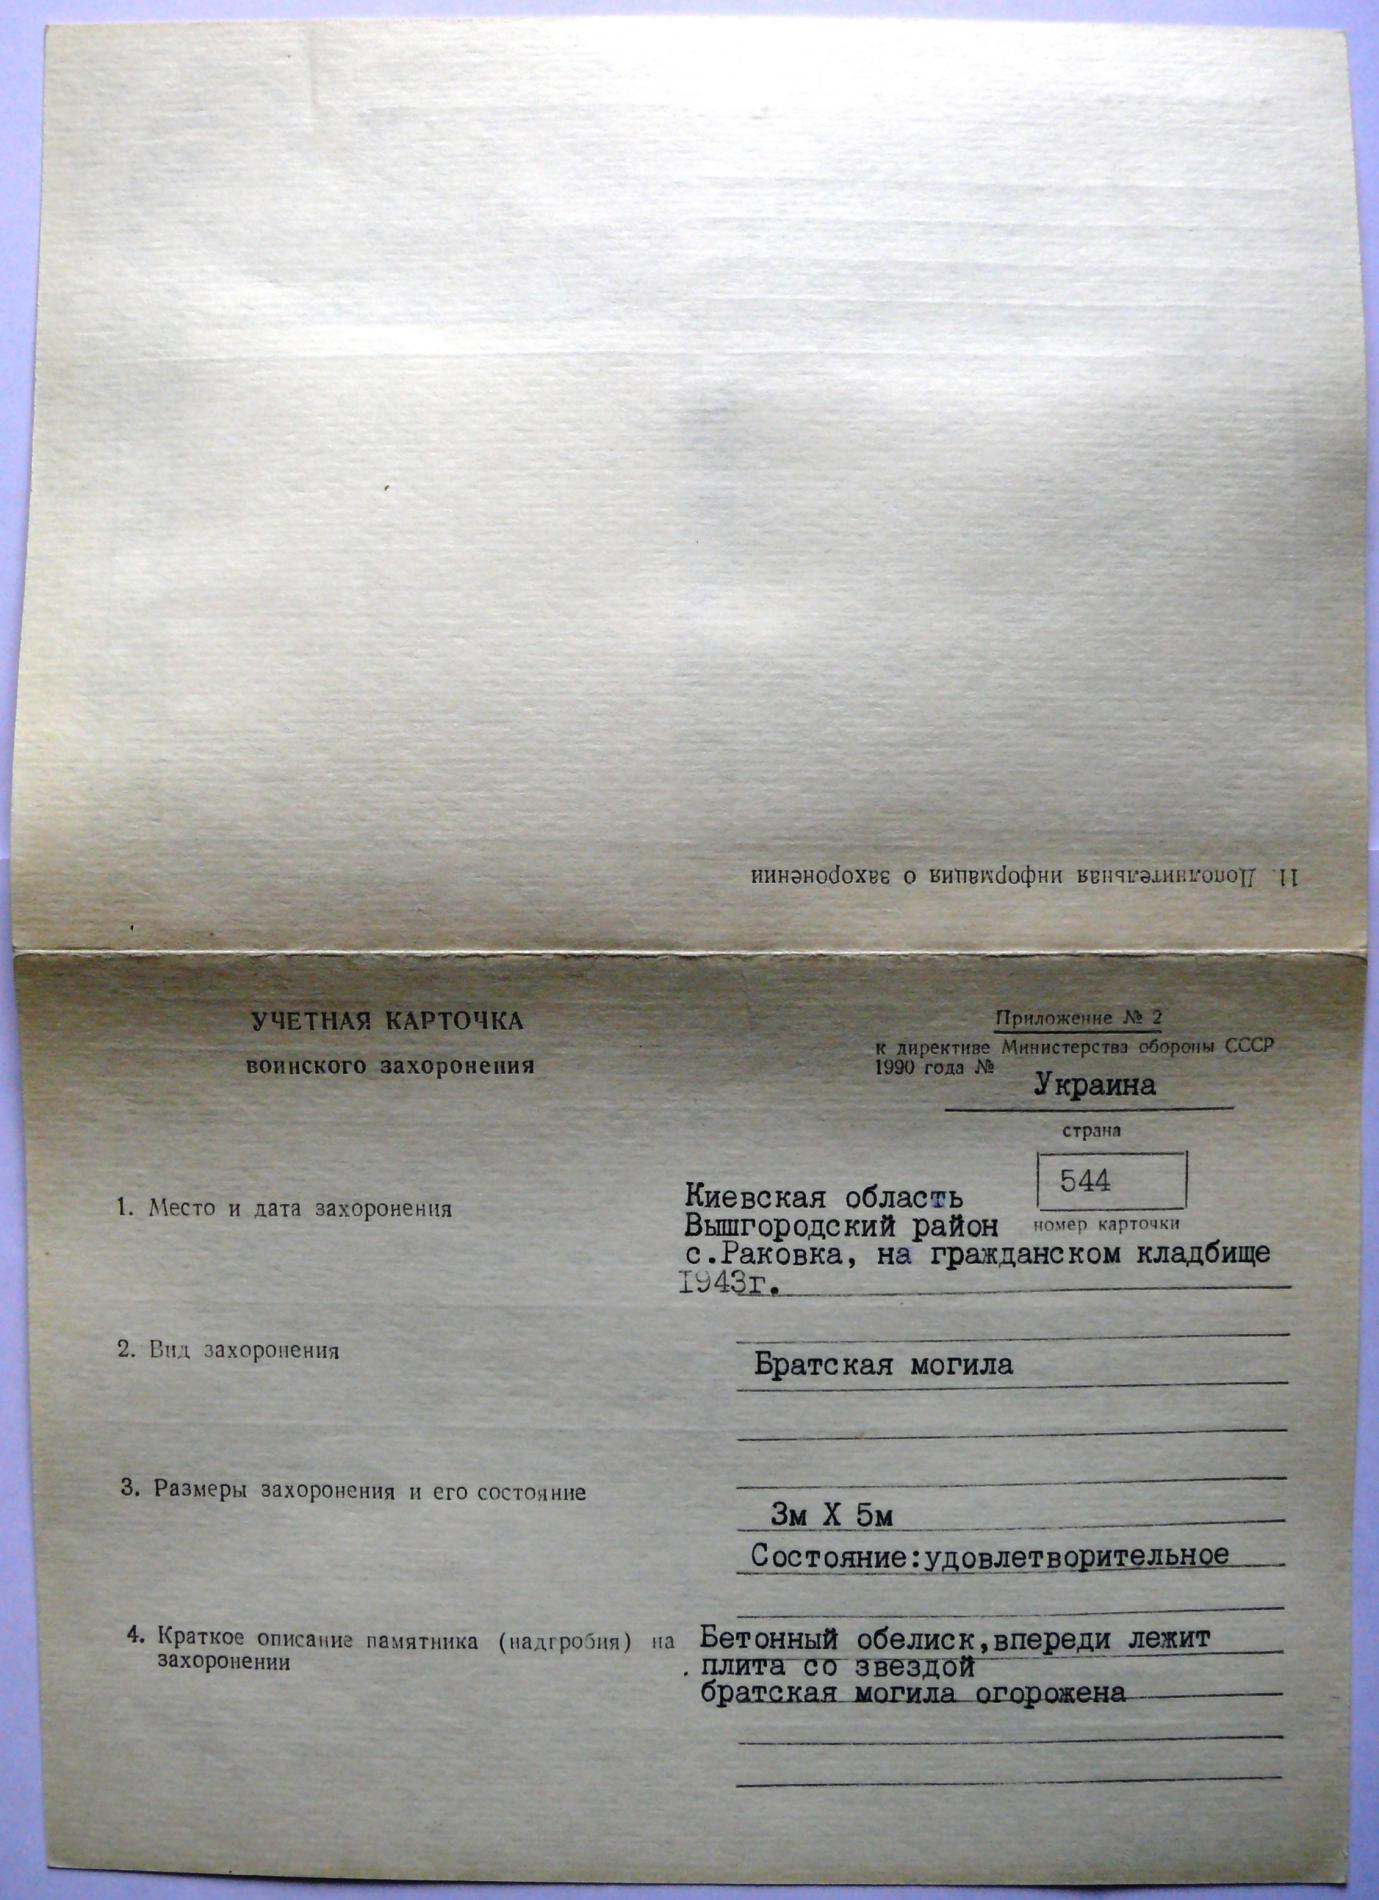 11. Дополнительная информация о захоронении
УЧЕТНАЯ КАРТОЧКА
воинского захоронения
Приложение № 2
к директиве Министерства обороны СССР
1990 года №
Украина
страна
544
номер карточки
1. Место и дата захоронения
Киевская область
Вышгородский район
с.Раковка, на гражданском кладбище
1943г.
2. Вид захоронения
Братская могила
3. Размеры захоронения и его состояние
3м X 5м
Состояние:удовлетворительное
4. Краткое описание памятника (надгробия) на
захоронении
Бетонный обелиск,впереди лежит
плита со звездой
братская могила огорожена